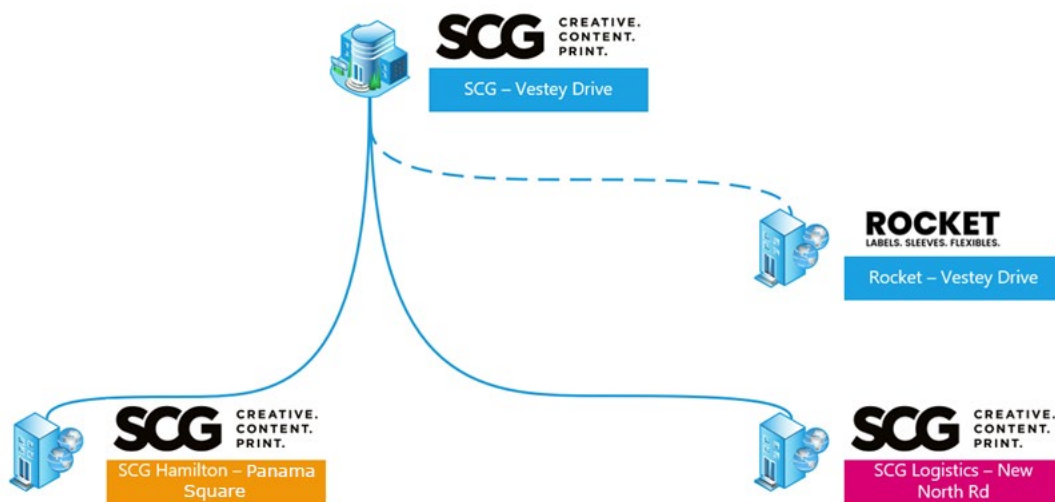 SCG CREATIVE.
CONTENT.
PRINT.
SCG – Vestey Drive
ROCKET
LABELS. SLEEVES. FLEXIBLES.
Rocket – Vestey Drive
SCG CREATIVE.
CONTENT.
PRINT.
SCG Hamilton – Panama
Square
SCG CREATIVE.
CONTENT.
PRINT.
SCG Logistics – New
North Rd